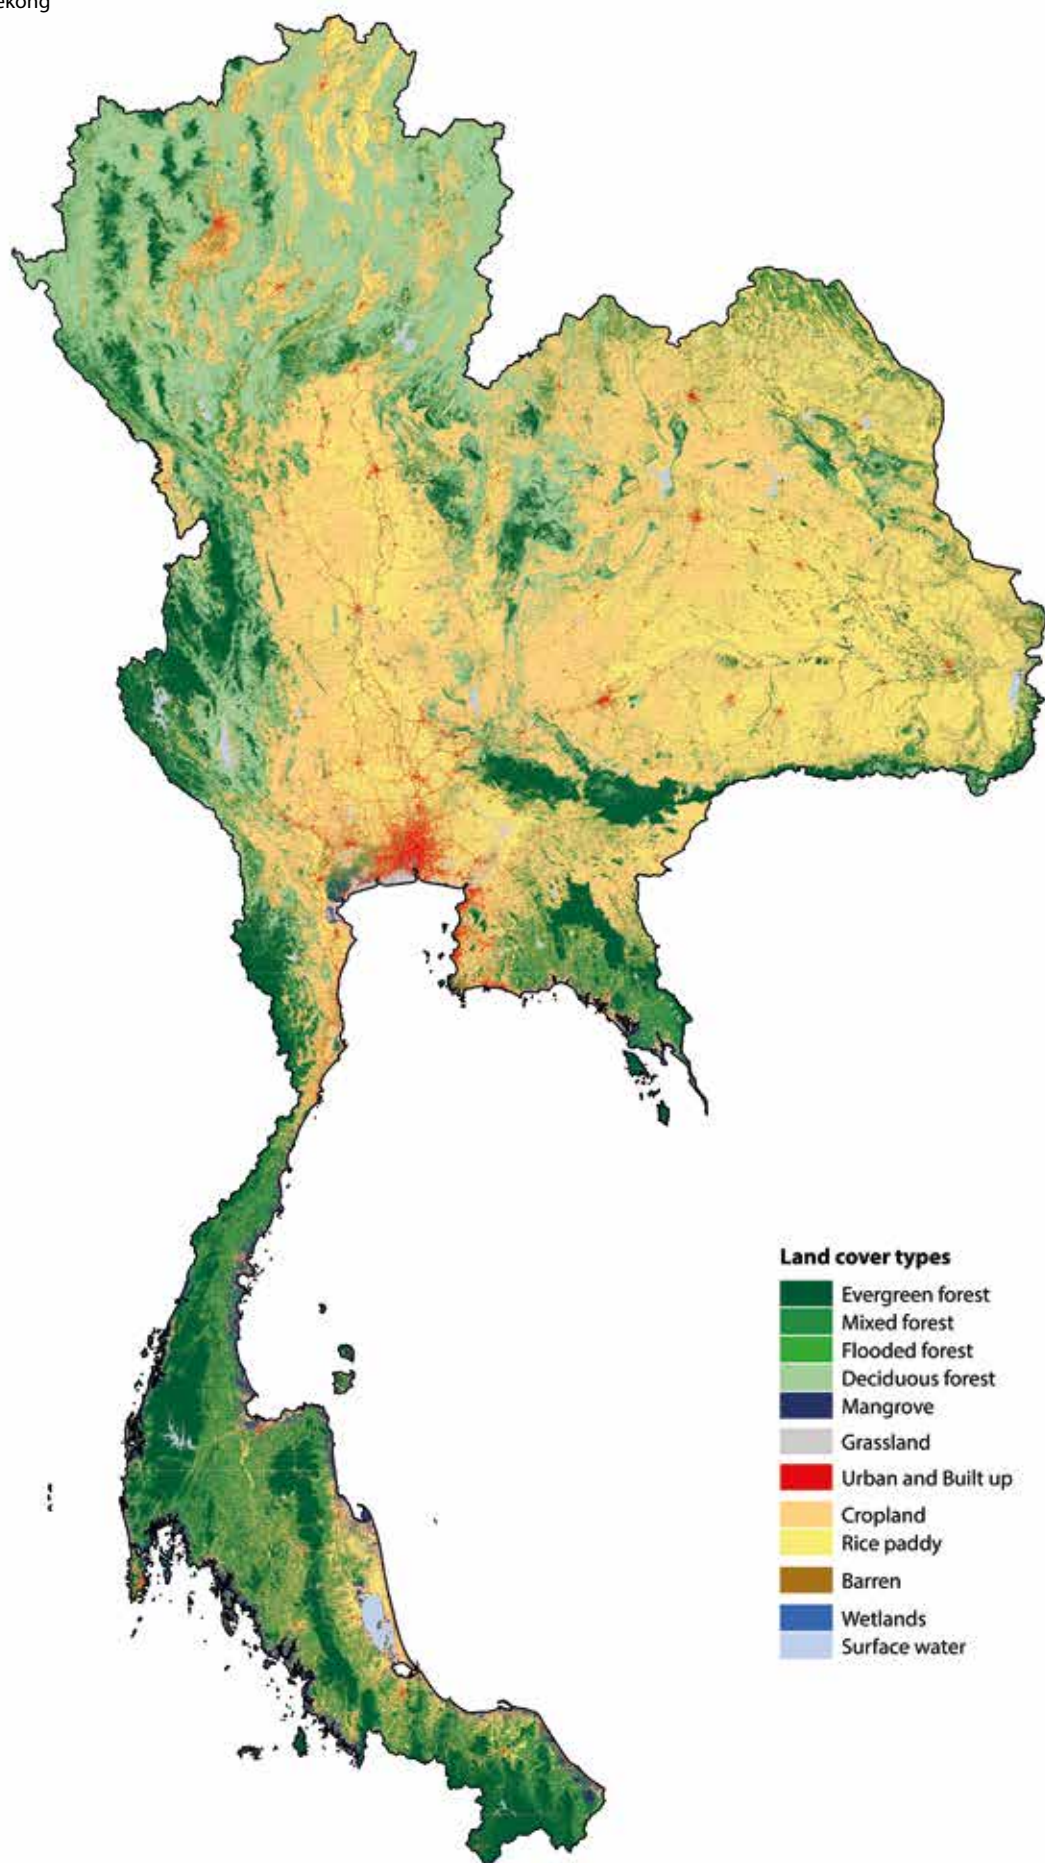 Land cover types
Evergreen forest
Mixed forest
Flooded forest
Deciduous forest
Mangrove
Grassland
Urban and Built up
Cropland
Rice paddy
Barren
Wetlands
Surface water